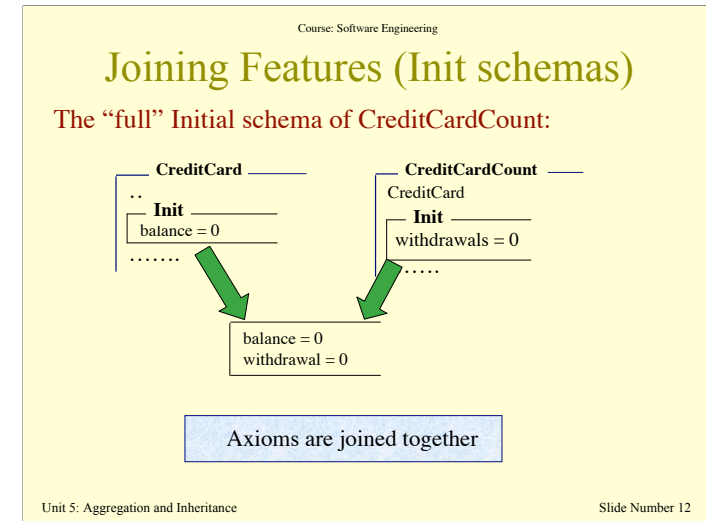 Course: Software Engineering
Joining Features (Init schemas)
The “full” Initial schema of CreditCardCount:
CreditCard
..
Init
balance = 0
.......
CreditCardCount
CreditCard
Init
withdrawals = 0
.....
balance = 0
withdrawal = 0
Axioms are joined together
Unit 5: Aggregation and Inheritance
Slide Number 12